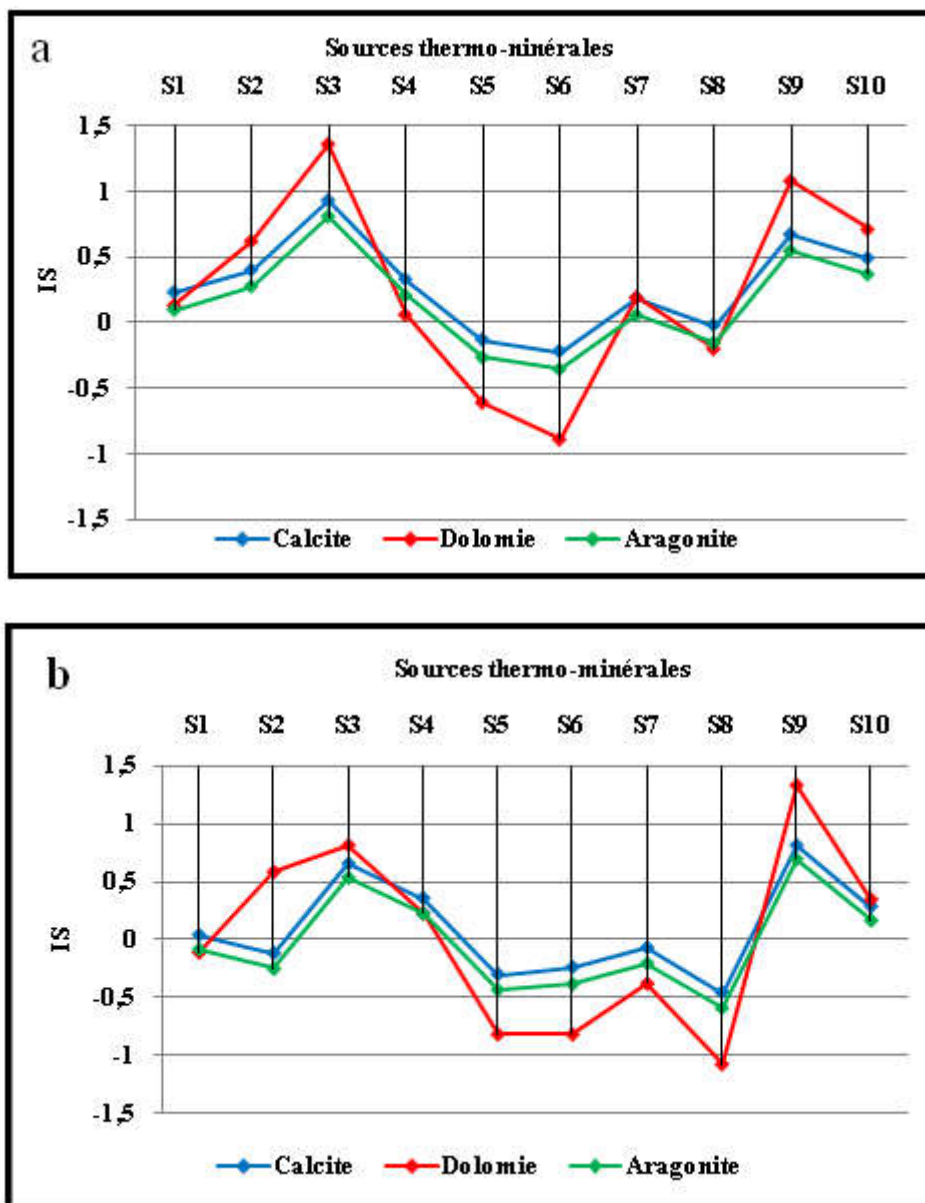 a
Sources thermo-ninérales
S1 S2 S3 S4 S5 S6 S7 S8 S9 S10
1,5
1
0,5
0
-0,5
-1
-1,5
IS
Calcite Dolomie Aragonite
b
Sources thermo-minérales
S1 S2 S3 S4 S5 S6 S7 S8 S9 S10
1,5
1
0,5
0
-0,5
-1
-1,5
IS
Calcite Dolomie Aragonite